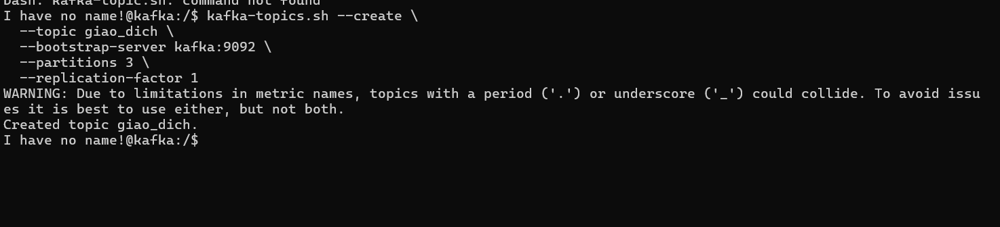 bash: kafka-topic.sh: command not found
I have no name!@kafka:/$ kafka-topics.sh --create \
  --topic giao_dich \
  --bootstrap-server kafka:9092 \
  --partitions 3 \
  --replication-factor 1
WARNING: Due to limitations in metric names, topics with a period ('.') or underscore ('_') could collide. To avoid issu
es it is best to use either, but not both.
Created topic giao_dich.
I have no name!@kafka:/$